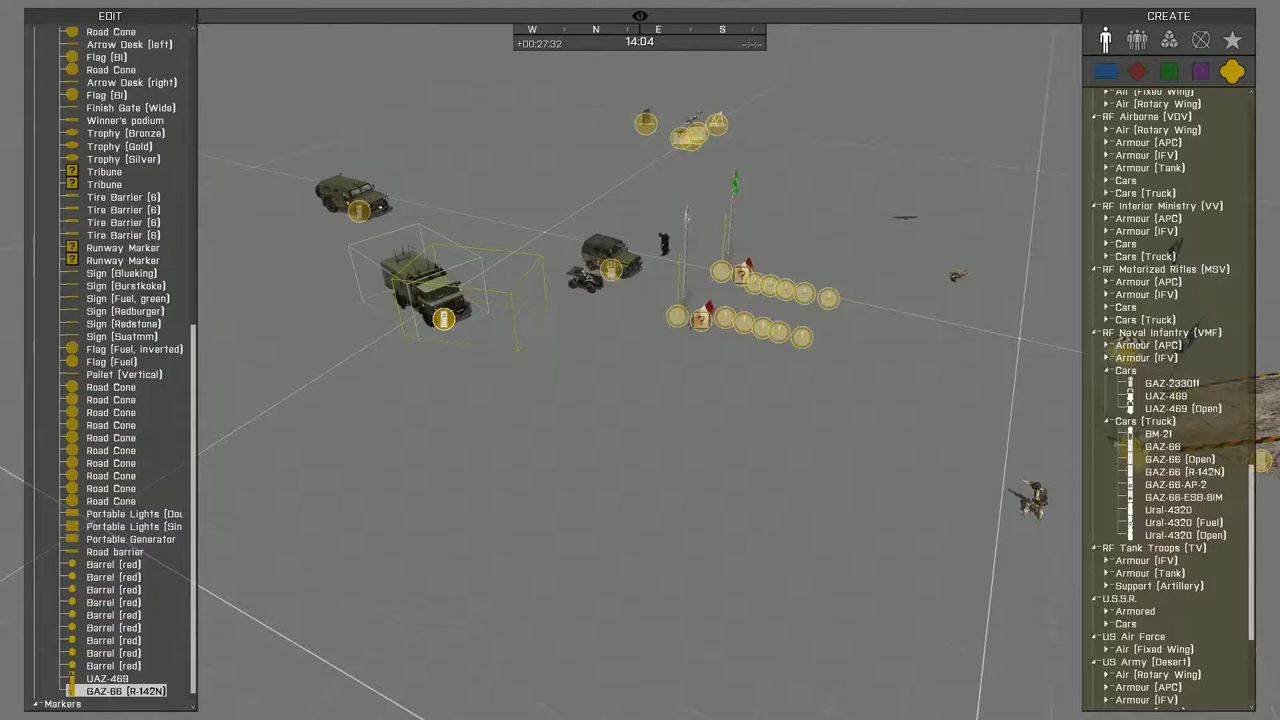 EDIT
Road Cone
Arrow Desk (left)
Flag (BI)
Road Cone
Arrow Desk (right)
Flag (BI)
Finish Gate (Wide)
Winner's podium
Trophy (Bronze)
Trophy (Gold)
Trophy (Silver)
Tribune
Tribune
Tire Barrier (6)
Tire Barrier (6)
Tire Barrier (6)
Tire Barrier (6)
Runway Marker
Runway Marker
Sign (Blueking)
Sign (Burstkoke)
Sign (Fuel, green)
Sign (Redburger)
Sign (Redstone)
Sign (Suatmm)
Flag (Fuel, inverted)
Flag (Fuel)
Pallet (Vertical)
Road Cone
Road Cone
Road Cone
Road Cone
Road Cone
Road Cone
Road Cone
Road Cone
Road Cone
Road Cone
Portable Lights (Dou
Portable Lights (Sin
Portable Generator
Road barrier
Barrel (red)
Barrel (red)
Barrel (red)
Barrel (red)
Barrel (red)
Barrel (red)
Barrel (red)
Barrel (red)
Barrel (red)
UAZ-469
GAZ-66 (R-142N)
Markers
W N E S
+00:27:32 14:04 --:--:--
CREATE
Air (Fixed Wing)
Air (Rotary Wing)
RF Airborne (VDV)
Air (Rotary Wing)
Armour (APC)
Armour (IFV)
Armour (Tank)
Cars
Cars (Truck)
RF Interior Ministry (VV)
Armour (APC)
Armour (IFV)
Cars
Cars (Truck)
RF Motorized Rifles (MSV)
Armour (APC)
Armour (IFV)
Cars
Cars (Truck)
RF Naval Infantry (VMF)
Armour (APC)
Armour (IFV)
Cars
GAZ-233011
UAZ-469
UAZ-469 (Open)
Cars (Truck)
BM-21
GAZ-66
GAZ-66 (Open)
GAZ-66 (R-142N)
GAZ-66-AP-2
GAZ-66-ESB-8IM
Ural-4320
Ural-4320 (Fuel)
Ural-4320 (Open)
RF Tank Troops (TV)
Armour (IFV)
Armour (Tank)
Support (Artillery)
U.S.S.R.
Armored
Cars
US Air Force
Air (Fixed Wing)
US Army (Desert)
Air (Rotary Wing)
Armour (APC)
Armour (IFV)